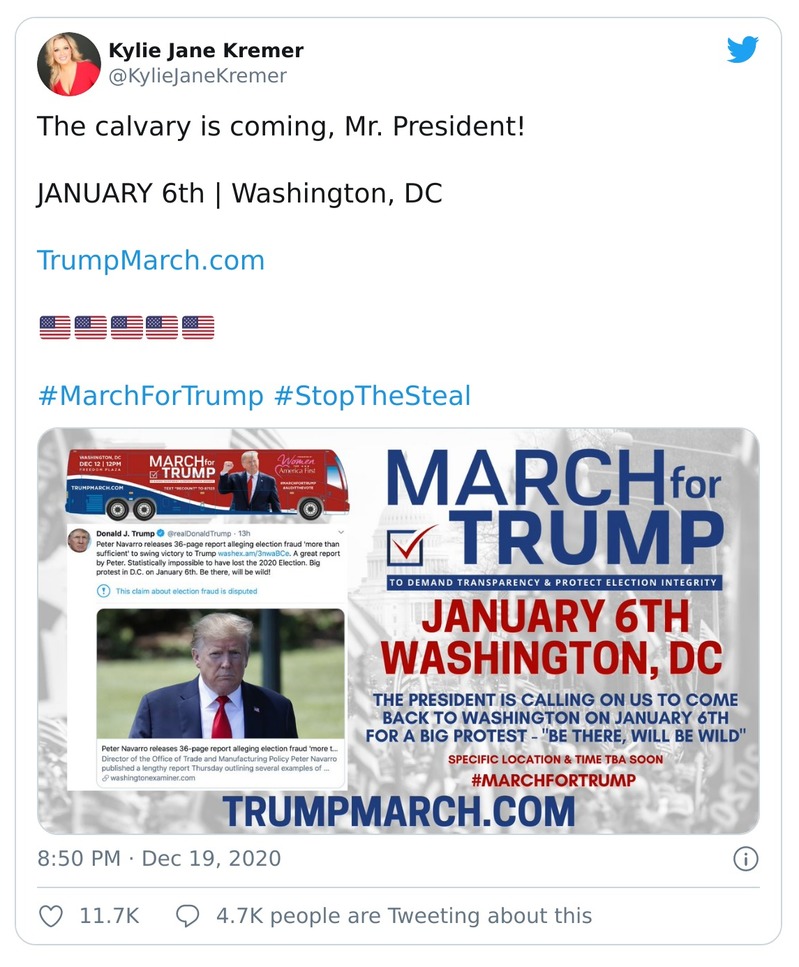 Kylie Jane Kremer
@KylieJaneKremer
The calvary is coming, Mr. President!
JANUARY 6th | Washington, DC
TrumpMarch.com
#MarchForTrump #StopTheSteal
WASHINGTON, DC
DEC 12 | 12PM
FREEDOM PLAZA
TRUMPMARCH.COM
MARCH for
TRUMP
Women
America First
Donald J. Trump @realDonaldTrump · 13h
Peter Navarro releases 36-page report alleging election fraud 'more than
sufficient' to swing victory to Trump washex.am/3nwaBCe. A great report
by Peter. Statistically impossible to have lost the 2020 Election. Big
protest in D.C. on January 6th. Be there, will be wild!
This claim about election fraud is disputed
Peter Navarro releases 36-page report alleging election fraud 'more t...
Director of the Office of Trade and Manufacturing Policy Peter Navarro
published a lengthy report Thursday outlining several examples of ...
washingtonexaminer.com
MARCH for
TRUMP
TO DEMAND TRANSPARENCY & PROTECT ELECTION INTEGRITY
JANUARY 6TH
WASHINGTON, DC
THE PRESIDENT IS CALLING ON US TO COME
BACK TO WASHINGTON ON JANUARY 6TH
FOR A BIG PROTEST - "BE THERE, WILL BE WILD"
SPECIFIC LOCATION & TIME TBA SOON
#MARCHFORTRUMP
TRUMPMARCH.COM
8:50 PM · Dec 19, 2020
11.7K
4.7K people are Tweeting about this